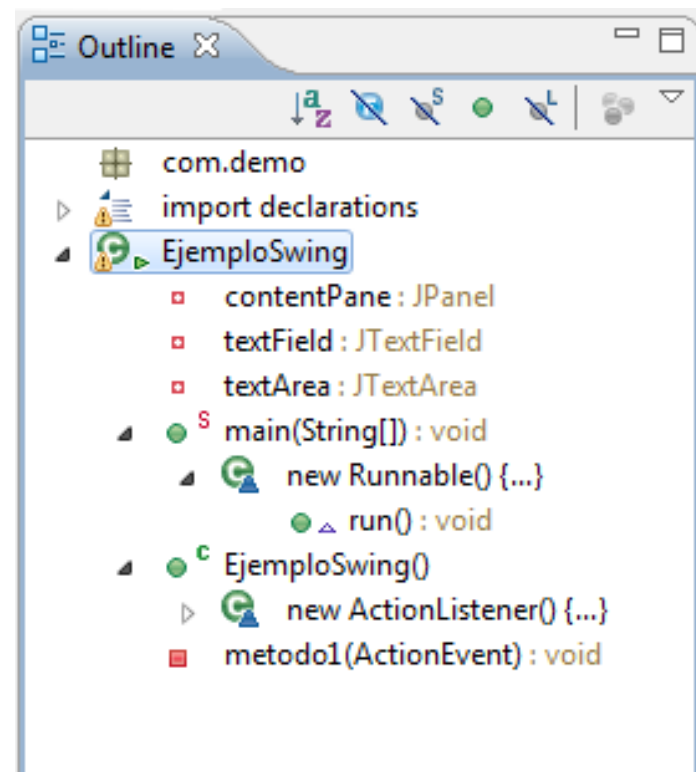 Outline
a z S L
com.demo
import declarations
EjemploSwing
contentPane : JPanel
textField : JTextField
textArea : JTextArea
S main(String[]) : void
new Runnable() {...}
run() : void
C EjemploSwing()
new ActionListener() {...}
metodo1(ActionEvent) : void